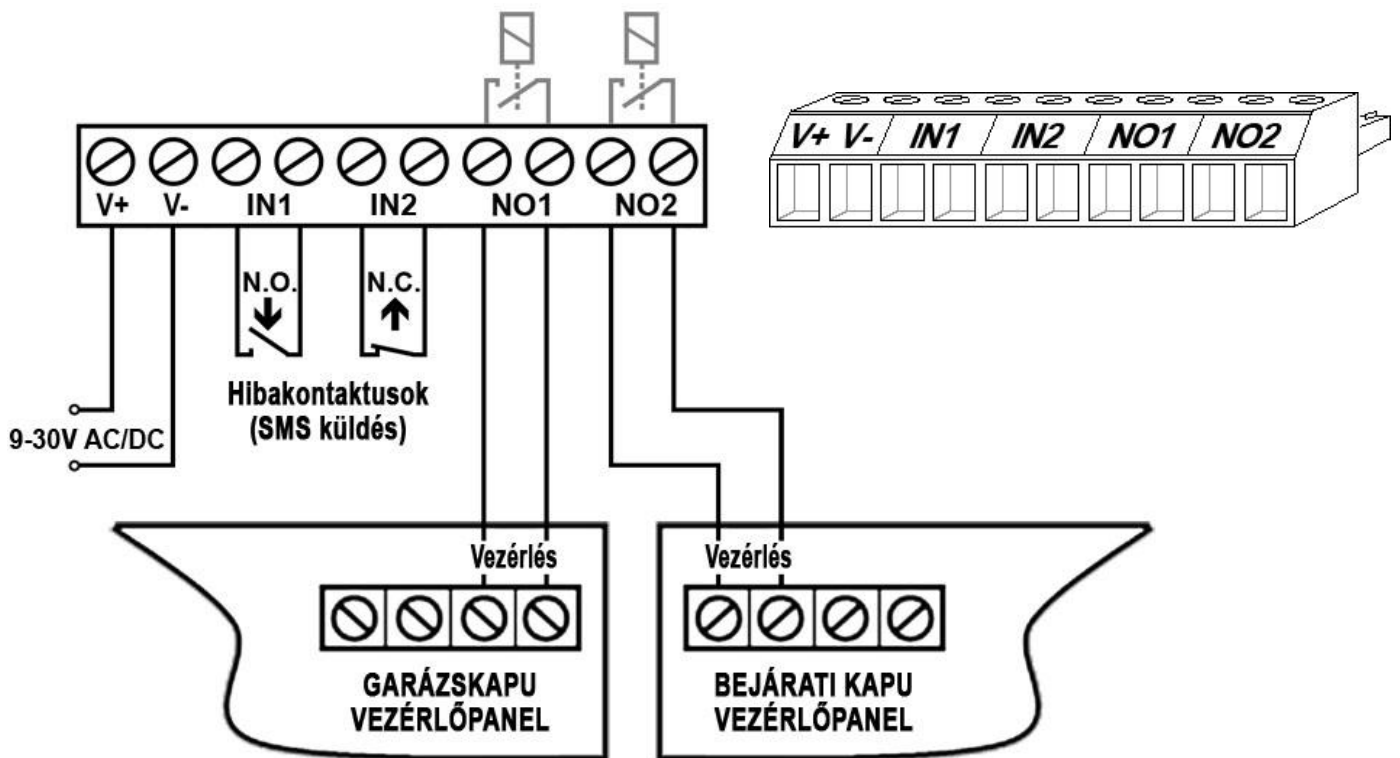 V+ V- IN1 IN2 NO1 NO2
V+ V- IN1 IN2 NO1 NO2
N.O. N.C.
Hibakontaktusok
(SMS küldés)
9-30V AC/DC
Vezérlés Vezérlés
GARÁZSKAPU
VEZÉRLŐPANEL
BEJÁRATI KAPU
VEZÉRLŐPANEL